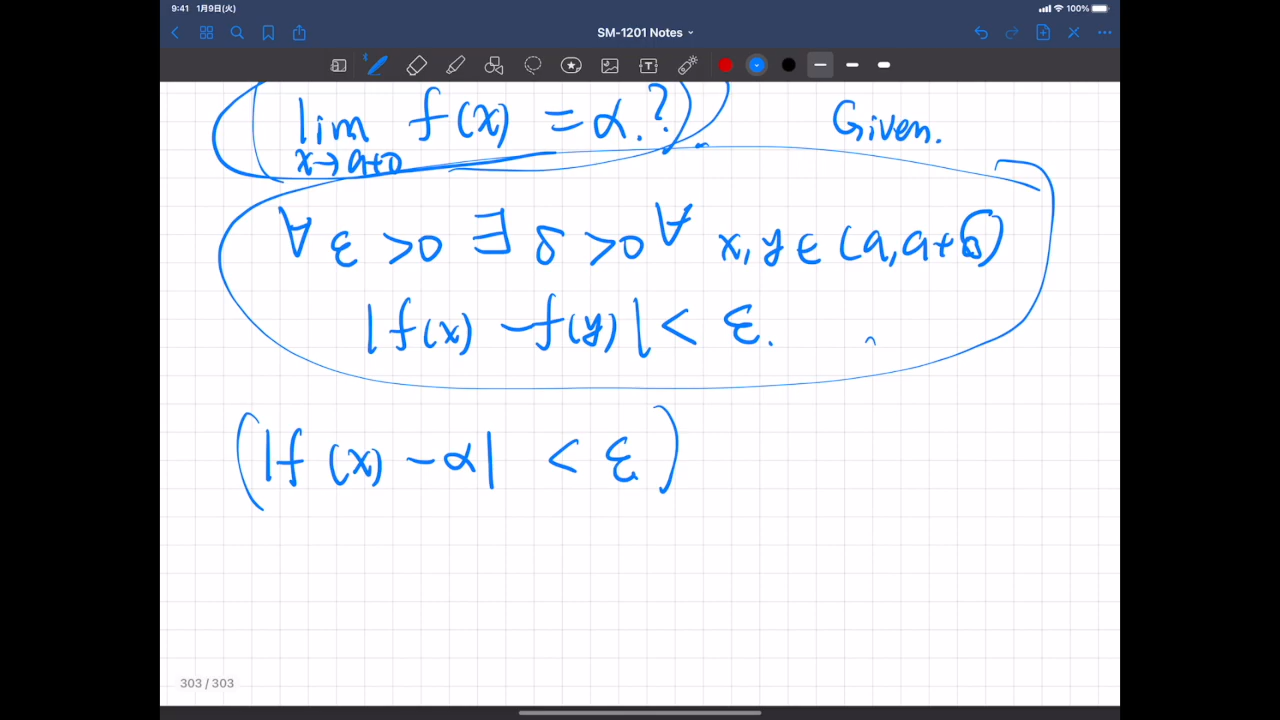 9:41 1月9日(火) 100%
SM-1201 Notes
lim f(x) = α.?) Given.
x→a+0
∀ε>0 ∃δ>0 ∀ x,y∈(a,a+δ)
|f(x) -f(y)| < ε.
(|f(x) -α| < ε)
303 / 303